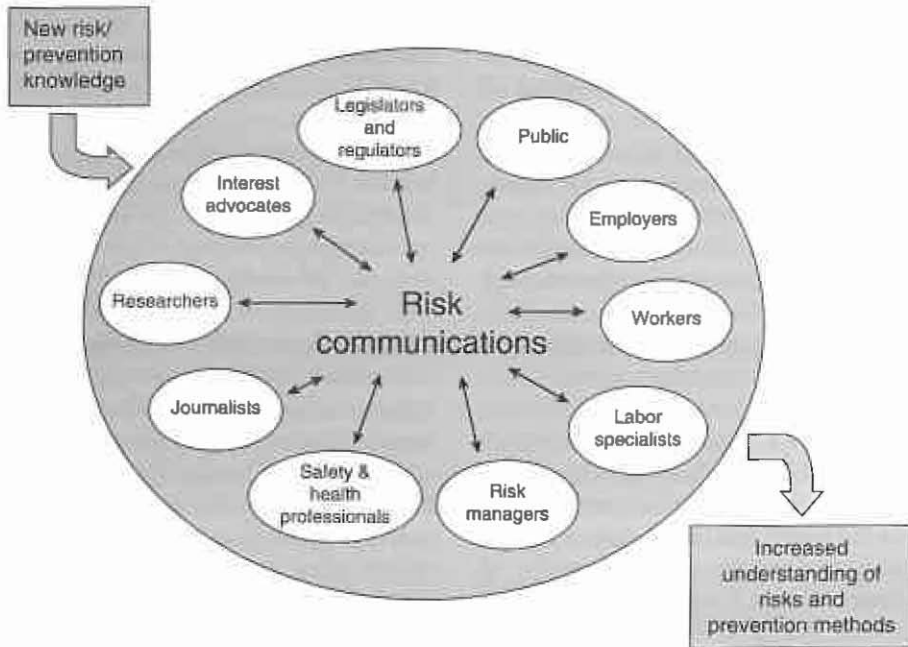 New risk/
prevention
knowledge
Legislators
and
regulators
Public
Interest
advocates
Employers
Researchers
Risk
communications
Workers
Journalists
Labor
specialists
Safety &
health
professionals
Risk
managers
Increased
understanding of
risks and
prevention methods